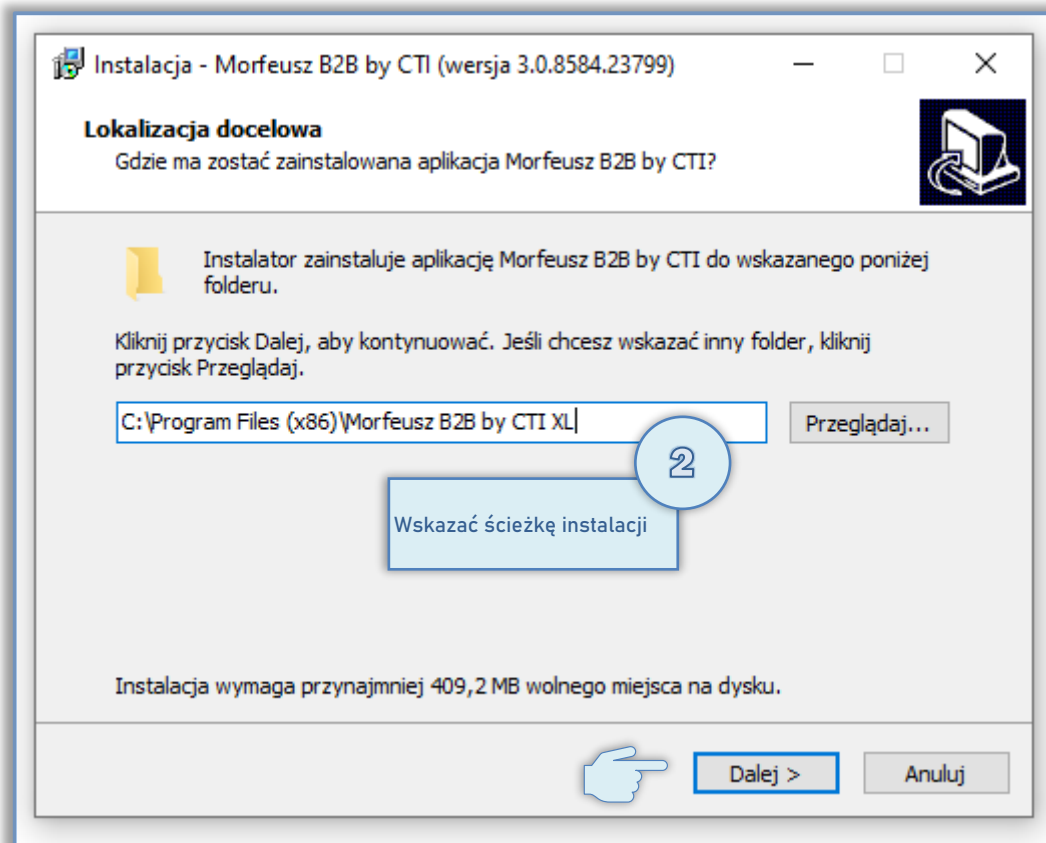 Instalacja - Morfeusz B2B by CTI (wersja 3.0.8584.23799)
Lokalizacja docelowa
Gdzie ma zostać zainstalowana aplikacja Morfeusz B2B by CTI?
Instalator zainstaluje aplikację Morfeusz B2B by CTI do wskazanego poniżej
folderu.
Kliknij przycisk Dalej, aby kontynuować. Jeśli chcesz wskazać inny folder, kliknij
przycisk Przeglądaj.
C:\Program Files (x86)\Morfeusz B2B by CTI XL
Przeglądaj...
2
Wskazać ścieżkę instalacji
Instalacja wymaga przynajmniej 409,2 MB wolnego miejsca na dysku.
Dalej >
Anuluj